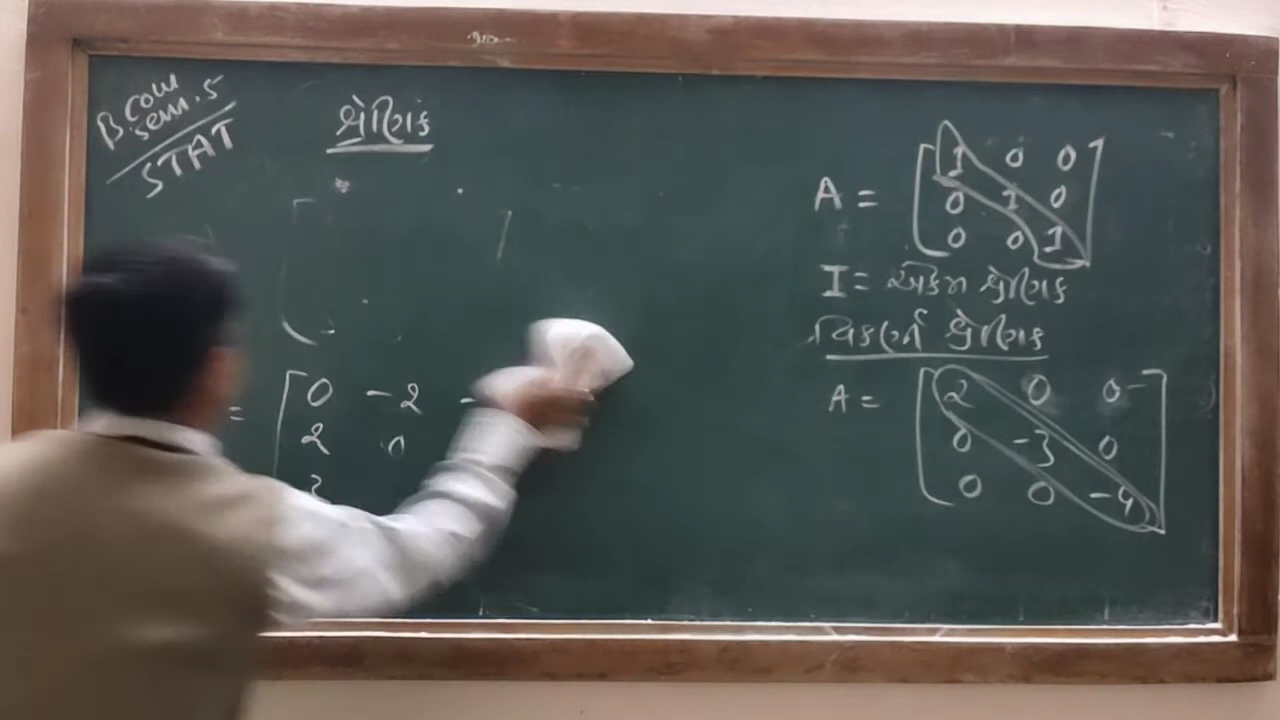 B.com
sem. 5
STAT
શ્રેણિક
= [ 0 -2
2 0
A = [ 1 0 0
0 1 0
0 0 1 ]
I = એકમ શ્રેણિક
વિકર્ણ શ્રેણિક
A = [ 2 0 0
0 -3 0
0 0 -4 ]